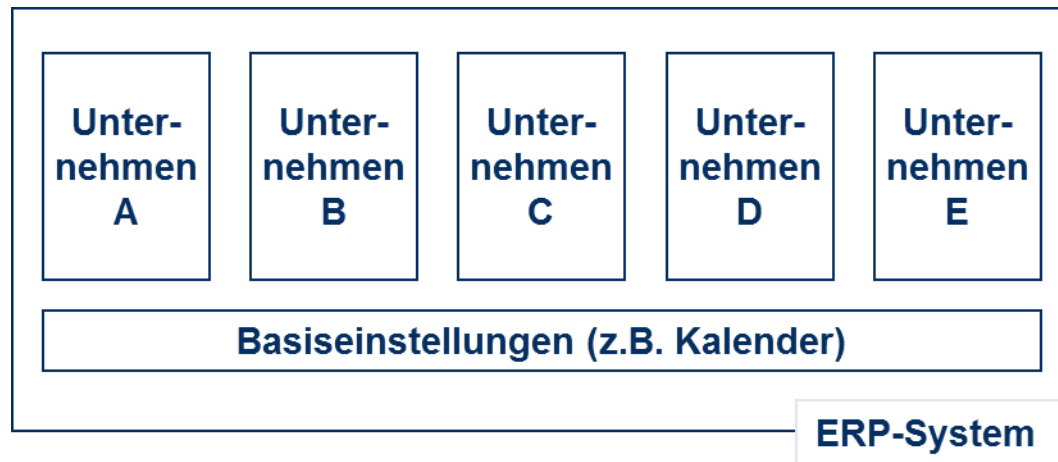 Unter-
nehmen
A
Unter-
nehmen
B
Unter-
nehmen
C
Unter-
nehmen
D
Unter-
nehmen
E
Basiseinstellungen (z.B. Kalender)
ERP-System